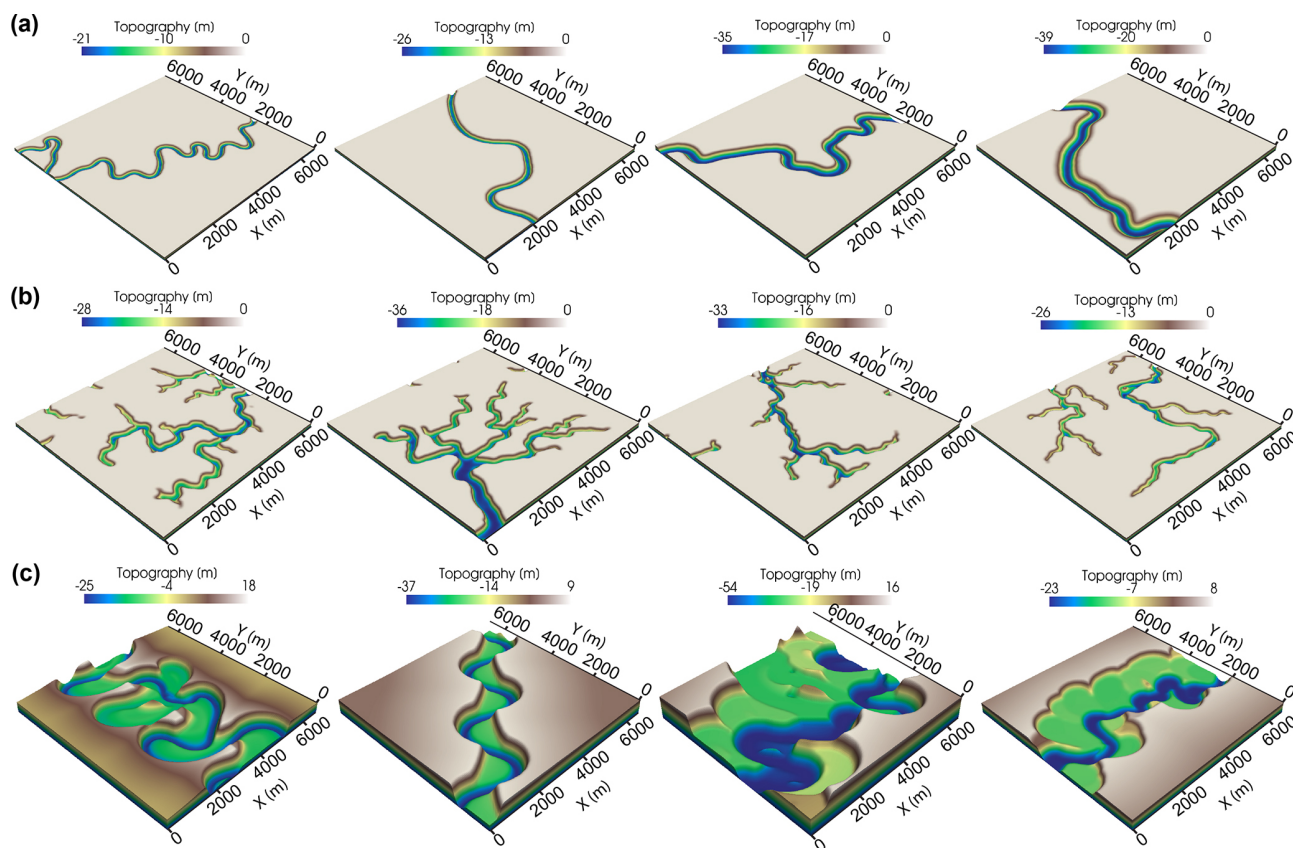 (a)
Topography [m]
-21 -10 0
6000 4000 2000 0
Y (m)
0 2000 4000 6000
X (m)
Topography [m]
-26 -13 0
6000 4000 2000 0
Y (m)
0 2000 4000 6000
X (m)
Topography [m]
-35 -17 0
6000 4000 2000 0
Y (m)
0 2000 4000 6000
X (m)
Topography [m]
-39 -20 0
6000 4000 2000 0
Y (m)
0 2000 4000 6000
X (m)
(b)
Topography [m]
-28 -14 0
6000 4000 2000 0
Y (m)
0 2000 4000 6000
X (m)
Topography [m]
-36 -18 0
6000 4000 2000 0
Y (m)
0 2000 4000 6000
X (m)
Topography [m]
-33 -16 0
6000 4000 2000 0
Y (m)
0 2000 4000 6000
X (m)
Topography [m]
-26 -13 0
6000 4000 2000 0
Y (m)
0 2000 4000 6000
X (m)
(c)
Topography [m]
-25 -4 18
6000 4000 2000 0
Y (m)
0 2000 4000 6000
X (m)
Topography [m]
-37 -14 9
6000 4000 2000 0
Y (m)
0 2000 4000 6000
X (m)
Topography [m]
-54 -19 16
6000 4000 2000 0
Y (m)
0 2000 4000 6000
X (m)
Topography [m]
-23 -7 8
6000 4000 2000 0
Y (m)
0 2000 4000 6000
X (m)